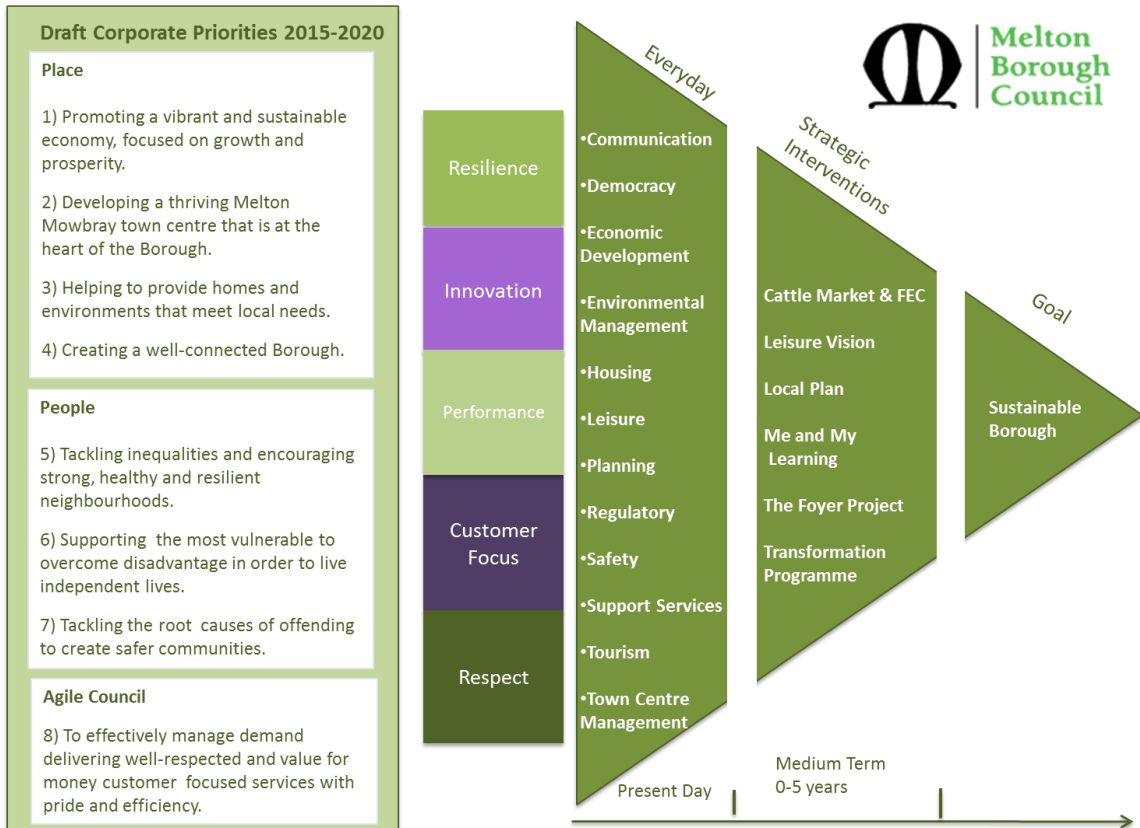 Draft Corporate Priorities 2015-2020
Place
1) Promoting a vibrant and sustainable
economy, focused on growth and
prosperity.
2) Developing a thriving Melton
Mowbray town centre that is at the
heart of the Borough.
3) Helping to provide homes and
environments that meet local needs.
4) Creating a well-connected Borough.
People
5) Tackling inequalities and encouraging
strong, healthy and resilient
neighbourhoods.
6) Supporting the most vulnerable to
overcome disadvantage in order to live
independent lives.
7) Tackling the root causes of offending
to create safer communities.
Agile Council
8) To effectively manage demand
delivering well-respected and value for
money customer focused services with
pride and efficiency.
Resilience
Innovation
Performance
Customer
Focus
Respect
Everyday
•Communication
•Democracy
•Economic
Development
•Environmental
Management
•Housing
•Leisure
•Planning
•Regulatory
•Safety
•Support Services
•Tourism
•Town Centre
Management
Strategic
Interventions
Cattle Market & FEC
Leisure Vision
Local Plan
Me and My
Learning
The Foyer Project
Transformation
Programme
Goal
Sustainable
Borough
Melton
Borough
Council
Present Day
Medium Term
0-5 years